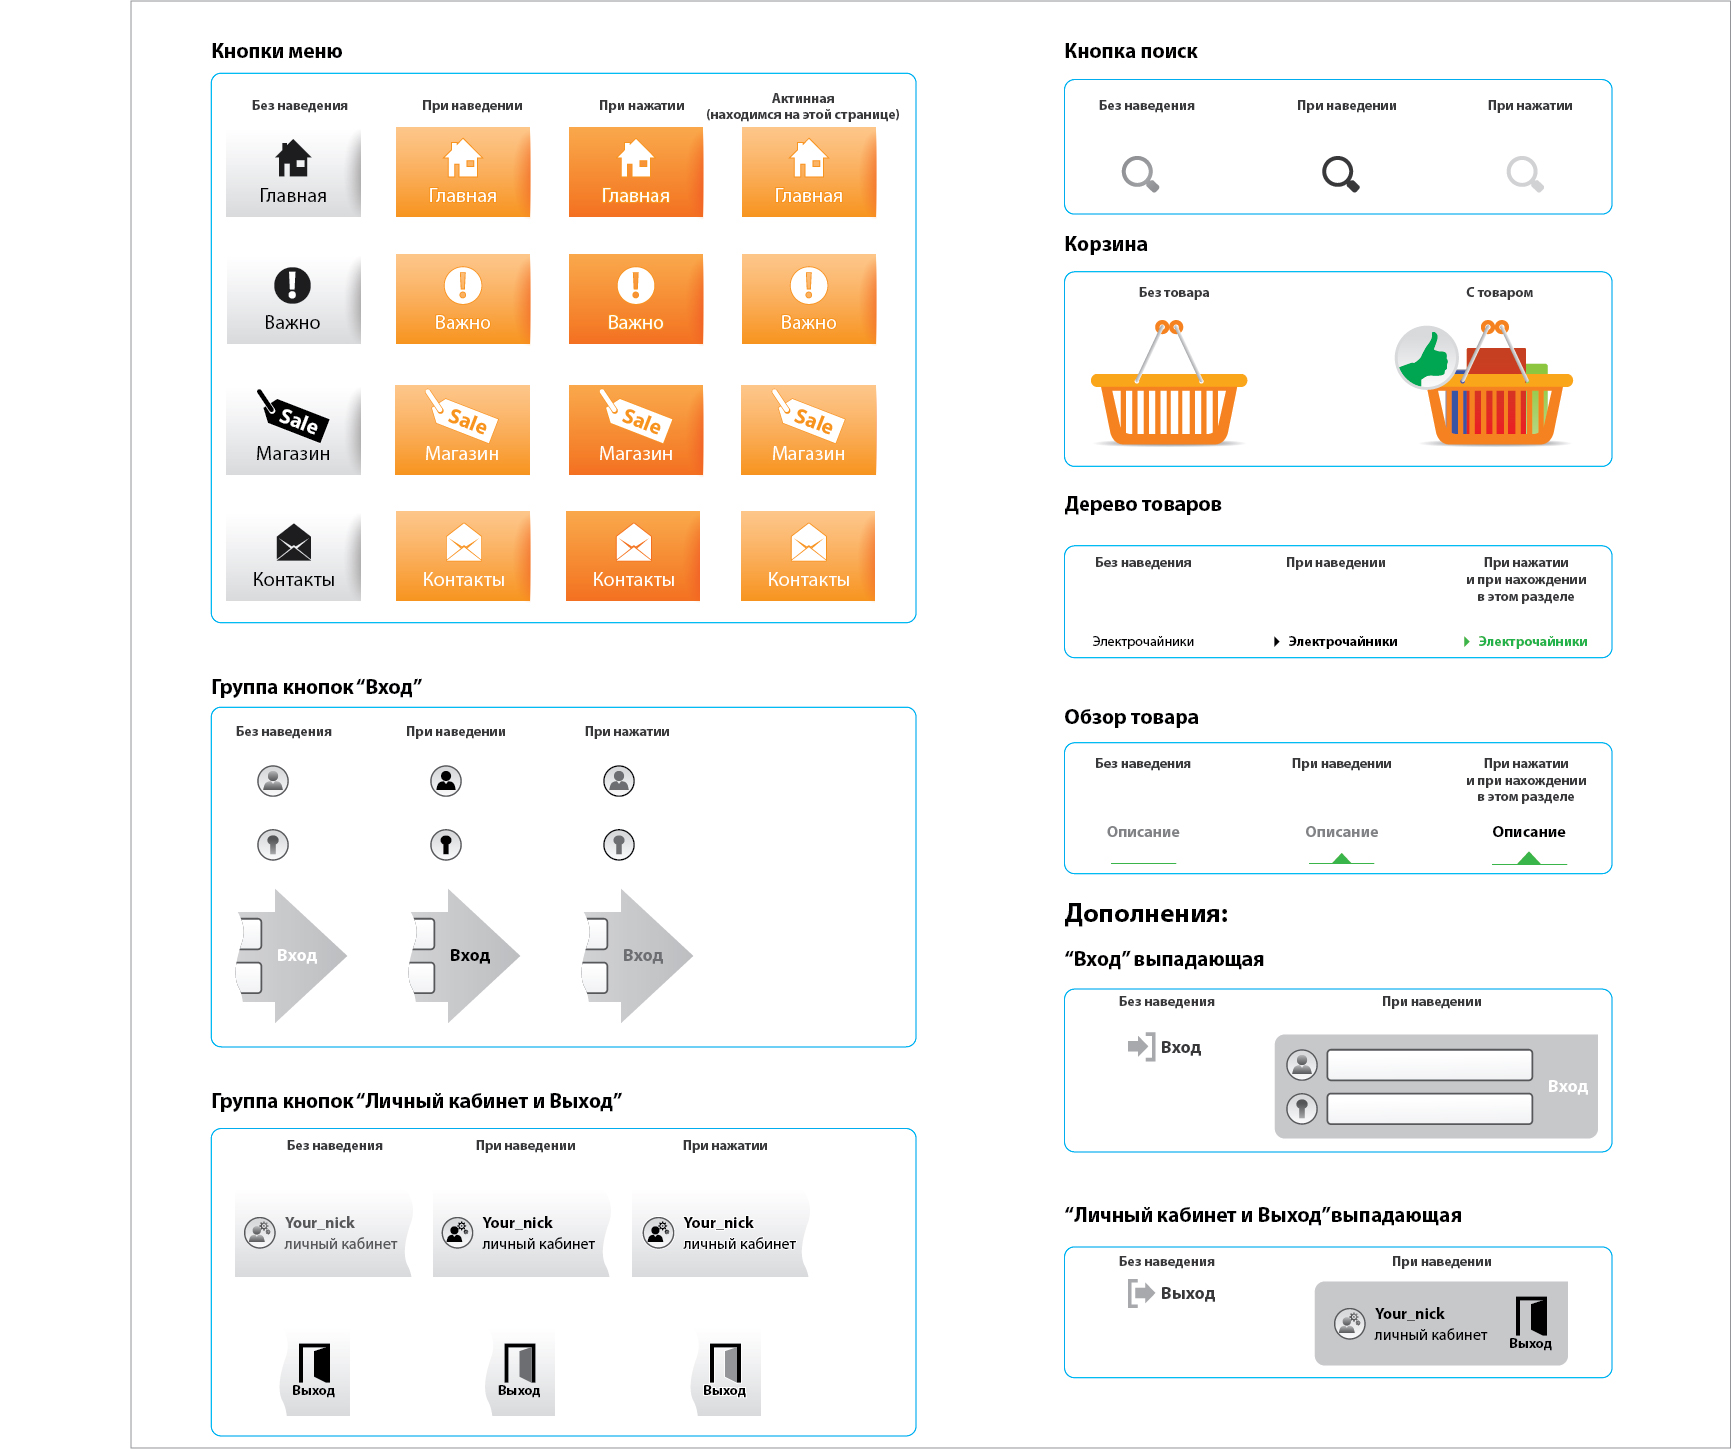 Кнопки меню
Без наведения
При наведении
При нажатии
Актинная
(находимся на этой странице)
Главная
Главная
Главная
Главная
Важно
Важно
Важно
Важно
Sale
Sale
Sale
Sale
Магазин
Магазин
Магазин
Магазин
Контакты
Контакты
Контакты
Контакты
Группа кнопок “Вход”
Без наведения
При наведении
При нажатии
Вход
Вход
Вход
Группа кнопок “Личный кабинет и Выход”
Без наведения
При наведении
При нажатии
Your_nick
личный кабинет
Your_nick
личный кабинет
Your_nick
личный кабинет
Выход
Выход
Выход
Кнопка поиск
Без наведения
При наведении
При нажатии
Корзина
Без товара
С товаром
Дерево товаров
Без наведения
При наведении
При нажатии
и при нахождении
в этом разделе
Электрочайники
Электрочайники
Электрочайники
Обзор товара
Без наведения
При наведении
При нажатии
и при нахождении
в этом разделе
Описание
Описание
Описание
Дополнения:
“Вход” выпадающая
Без наведения
При наведении
Вход
Вход
“Личный кабинет и Выход”выпадающая
Без наведения
При наведении
Выход
Your_nick
личный кабинет
Выход